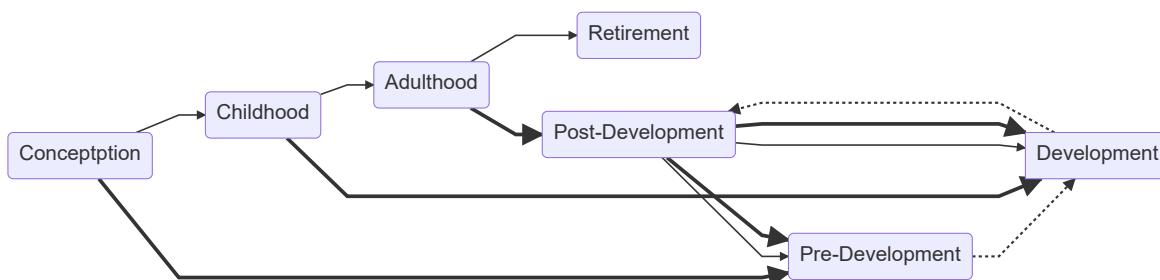 Retirement
Adulthood
Childhood
Post-Development
Conceptption
Development
Pre-Development